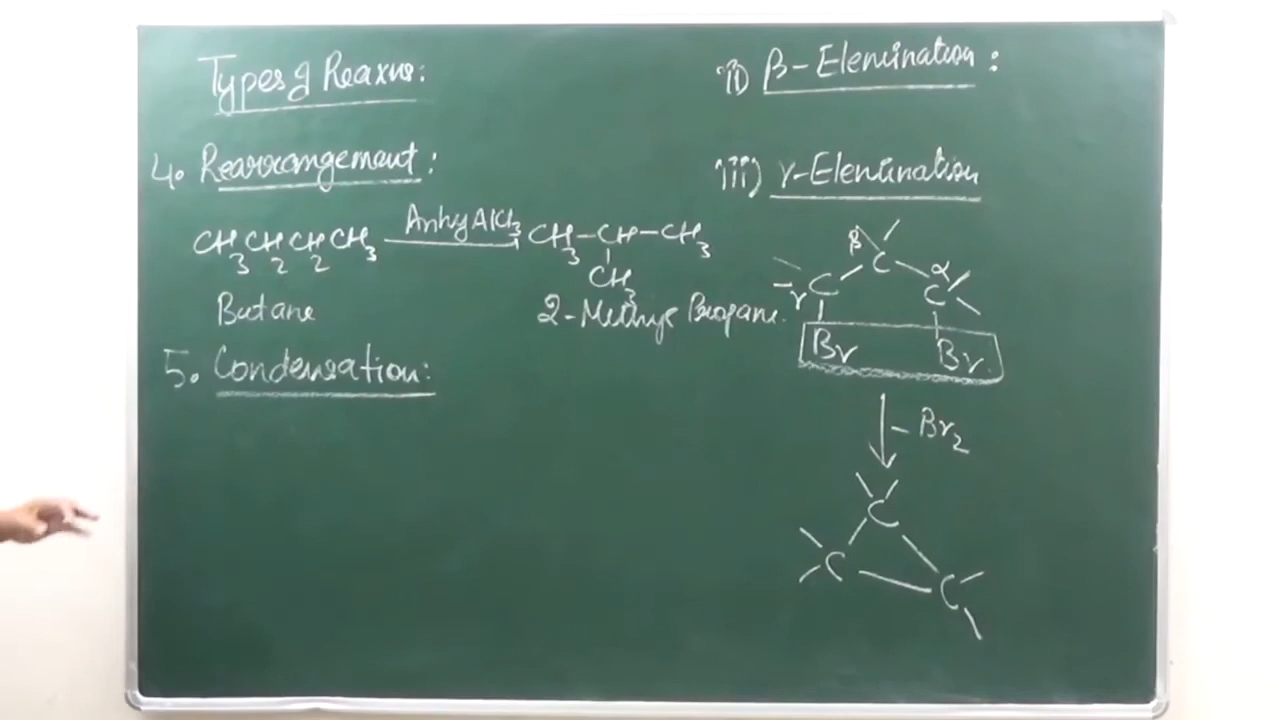 Types of Reaxns:
4. Rearrangement:
CH₃CH₂CH₂CH₃ Anhy AlCl₃ CH₃–CH–CH₃
CH₃
Butane 2-Methyl Propane.
5. Condensation:
ii) β-Elemination:
iii) γ-Elemination
β
C
C α
γ C
Br Br
– Br₂
C
C
C